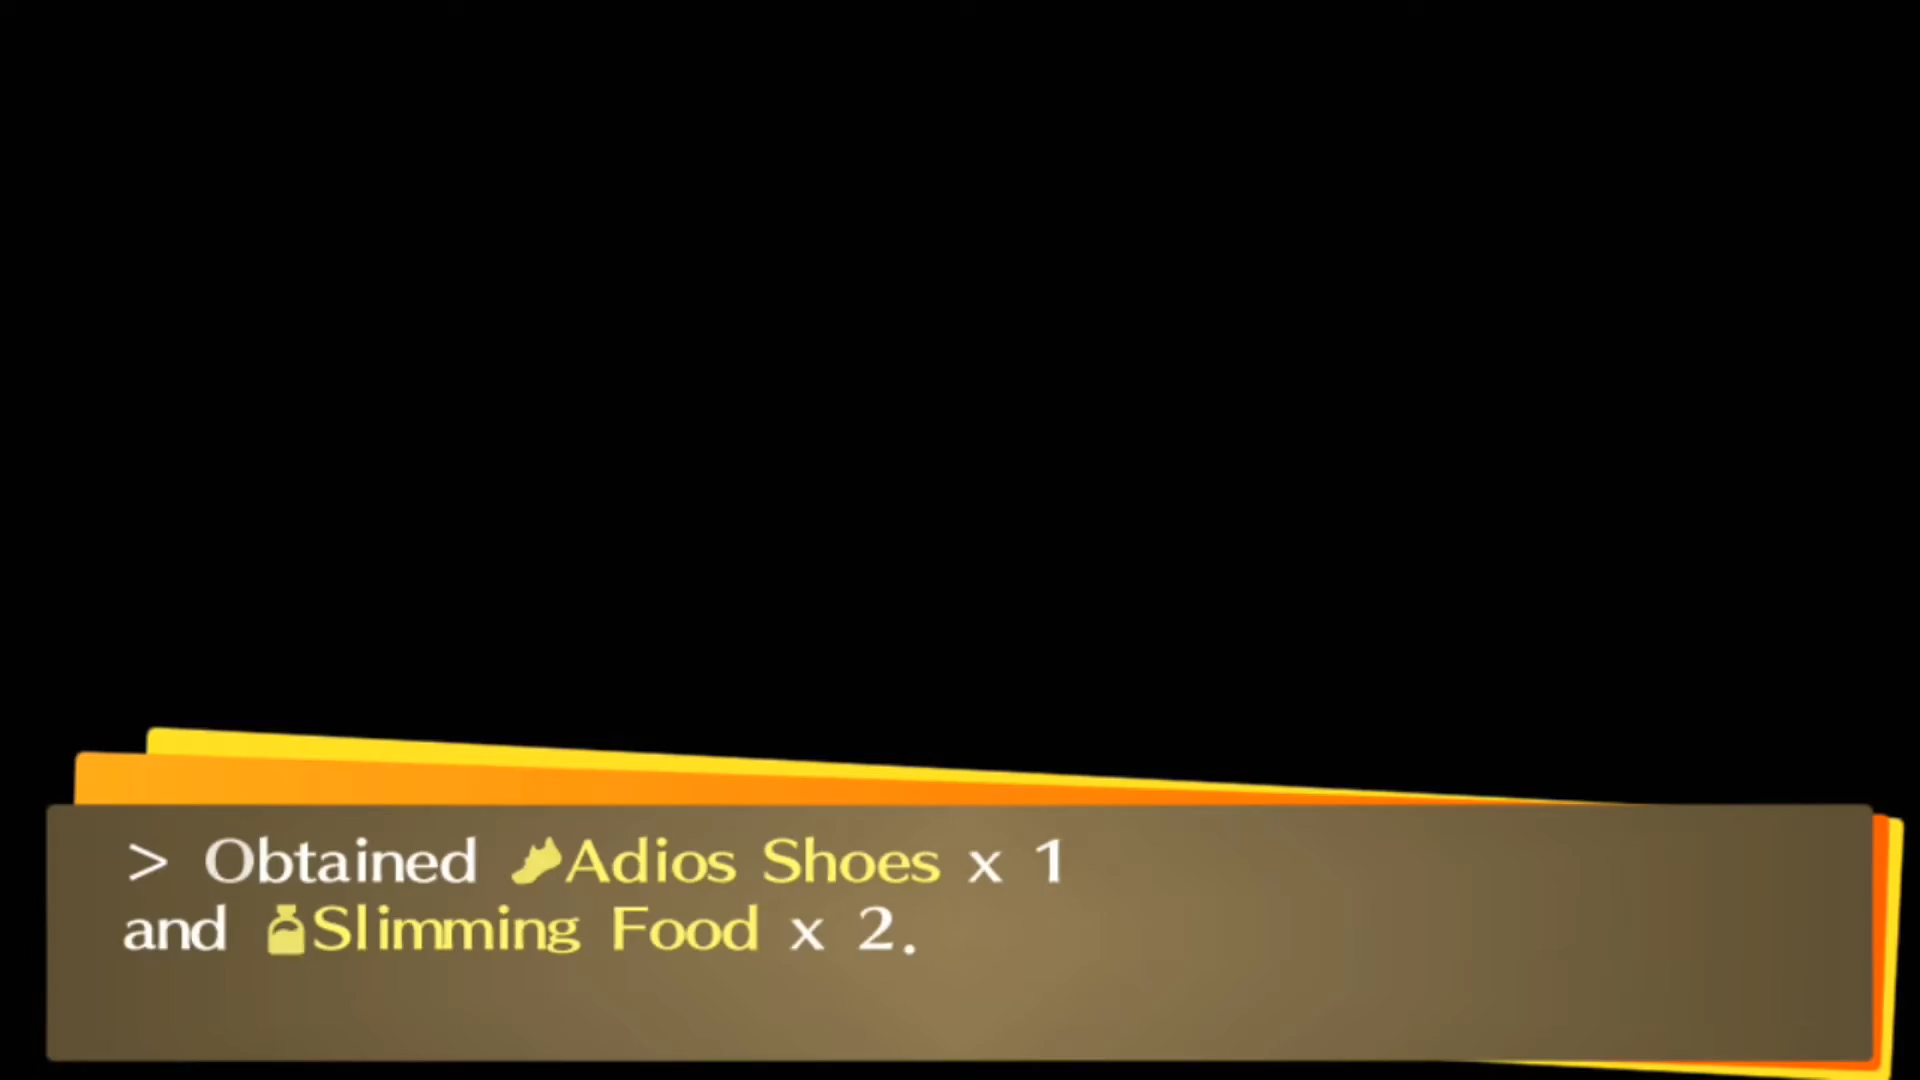 > Obtained Adios Shoes x 1
and Slimming Food x 2.